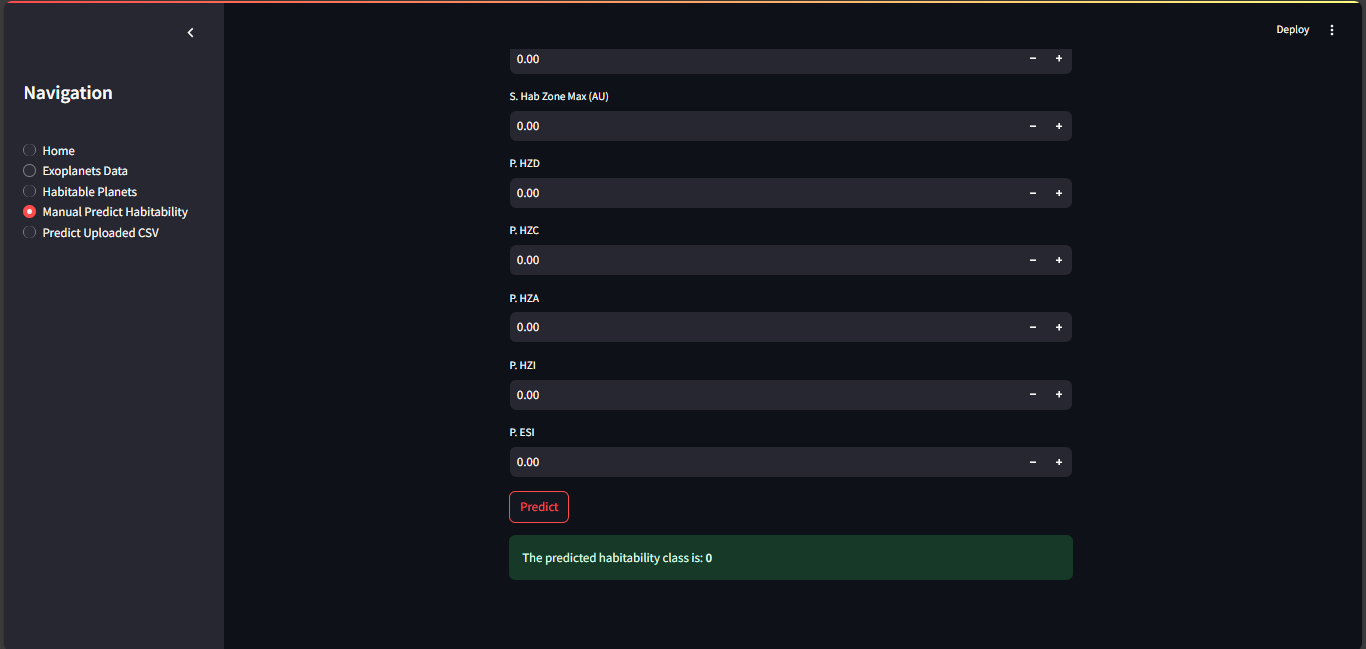 Deploy
Navigation
Home
Exoplanets Data
Habitable Planets
Manual Predict Habitability
Predict Uploaded CSV
0.00
S. Hab Zone Max (AU)
0.00
P. HZD
0.00
P. HZC
0.00
P. HZA
0.00
P. HZI
0.00
P. ESI
0.00
Predict
The predicted habitability class is: 0